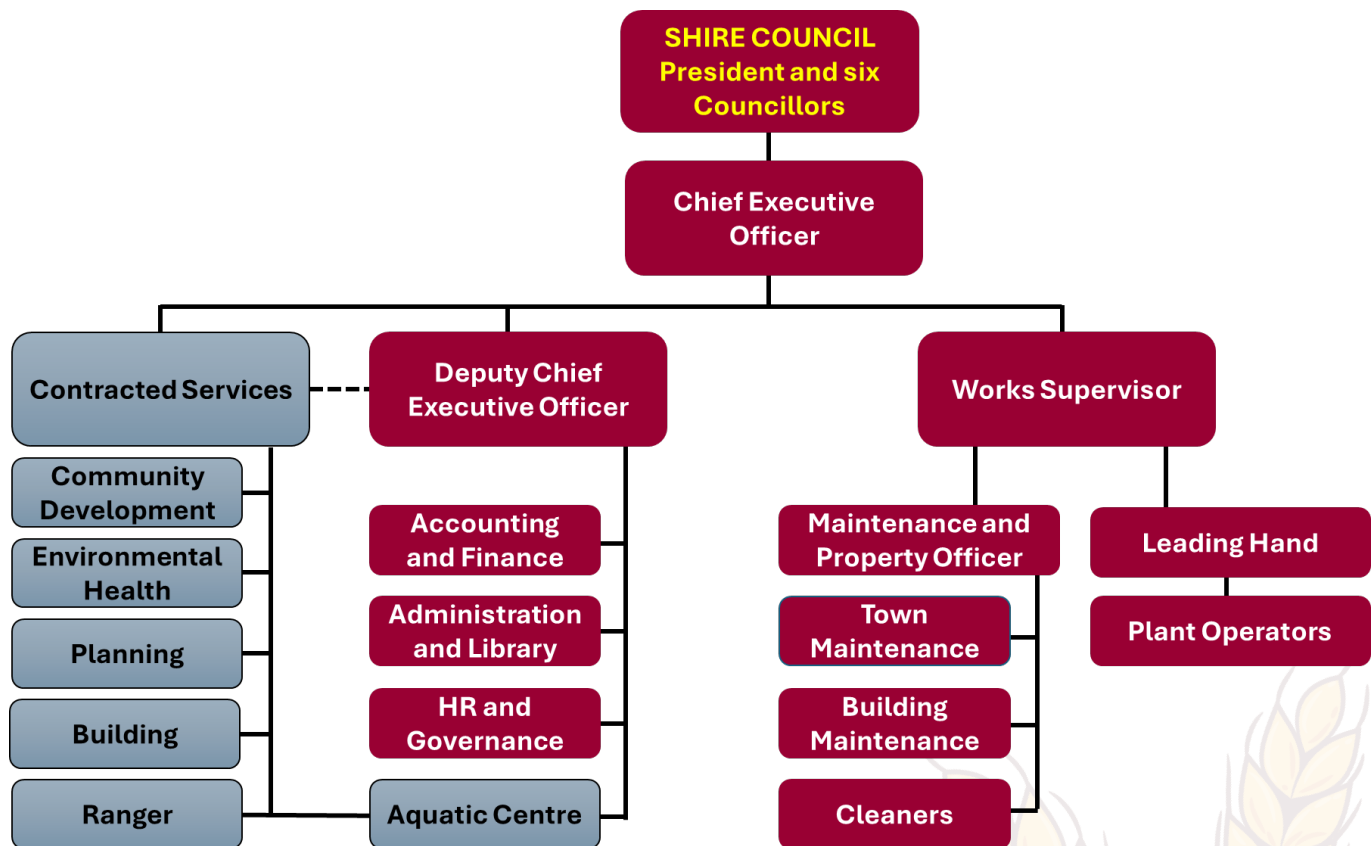 SHIRE COUNCIL
President and six
Councillors
Chief Executive
Officer
Contracted Services
Deputy Chief
Executive Officer
Works Supervisor
Community
Development
Environmental
Health
Planning
Building
Ranger
Accounting
and Finance
Administration
and Library
HR and
Governance
Aquatic Centre
Maintenance and
Property Officer
Town
Maintenance
Building
Maintenance
Cleaners
Leading Hand
Plant Operators